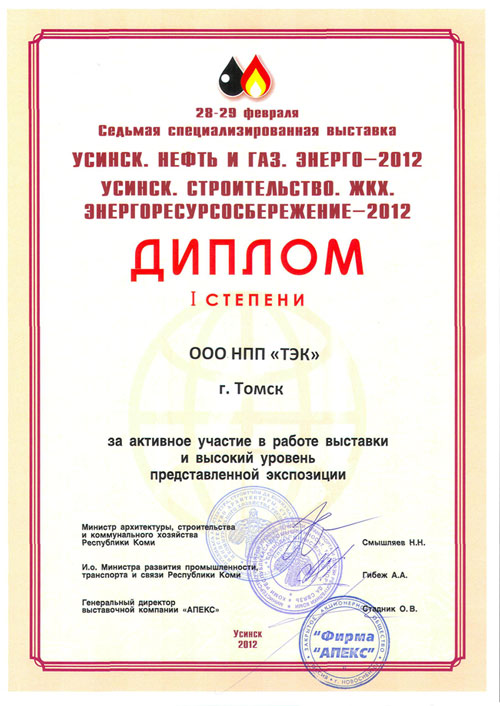 28-29 февраля
Седьмая специализированная выставка
УСИНСК. НЕФТЬ И ГАЗ. ЭНЕРГО-2012
УСИНСК. СТРОИТЕЛЬСТВО. ЖКХ.
ЭНЕРГОРЕСУРСОСБЕРЕЖЕНИЕ-2012
ДИПЛОМ
I СТЕПЕНИ
ООО НПП «ТЭК»
г. Томск
за активное участие в работе выставки
и высокий уровень
представленной экспозиции
Министр архитектуры, строительства
и коммунального хозяйства
Республики Коми
Смышляев Н.Н.
И.о. Министра развития промышленности,
транспорта и связи Республики Коми
Гибеж А.А.
Генеральный директор
выставочной компании «АПЕКС»
Стадник О.В.
Усинск
2012
"Фирма
"АПЕКС"